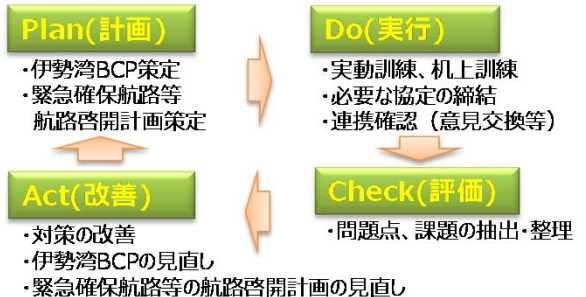 Plan(計画)
・伊勢湾BCP策定
・緊急確保航路等
航路啓開計画策定
Do(実行)
・実動訓練、机上訓練
・必要な協定の締結
・連携確認（意見交換等）
Check(評価)
・問題点、課題の抽出・整理
Act(改善)
・対策の改善
・伊勢湾BCPの見直し
・緊急確保航路等の航路啓開計画の見直し